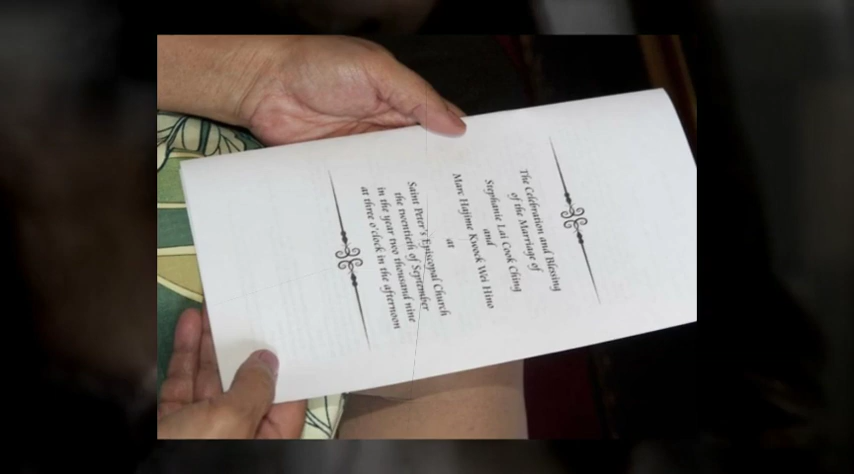 The Celebration and Blessing
of the Marriage of
Stephanie Lai Cook Ching
and
Marc Hajime Kwock Wei Hino
at
Saint Peter's Episcopal Church
the twentieth of September
in the year two thousand nine
at three o'clock in the afternoon